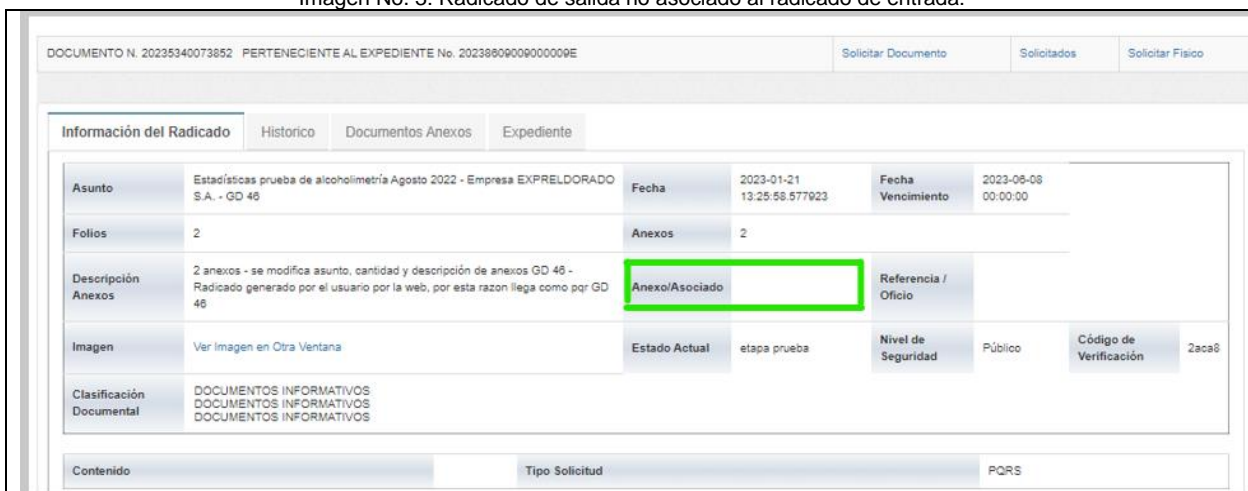 Imagen No. 3. Radicado de salida no asociado al radicado de entrada.
DOCUMENTO N. 20235340073852 PERTENECIENTE AL EXPEDIENTE No. 20238609009000009E
Solicitar Documento
Solicitados
Solicitar Fisico
Información del Radicado
Historico
Documentos Anexos
Expediente
Asunto
Estadísticas prueba de alcoholimetría Agosto 2022 - Empresa EXPRELDORADO
S.A. - GD 46
Fecha
2023-01-21
13:25:58.577923
Fecha
Vencimiento
2023-06-08
00:00:00
Folios
2
Anexos
2
Descripción
Anexos
2 anexos - se modifica asunto, cantidad y descripción de anexos GD 46 -
Radicado generado por el usuario por la web, por esta razon llega como pqr GD
46
Anexo/Asociado
Referencia /
Oficio
Imagen
Ver Imagen en Otra Ventana
Estado Actual
etapa prueba
Nivel de
Seguridad
Público
Código de
Verificación
2aca8
Clasificación
Documental
DOCUMENTOS INFORMATIVOS
DOCUMENTOS INFORMATIVOS
DOCUMENTOS INFORMATIVOS
Contenido
Tipo Solicitud
PQRS